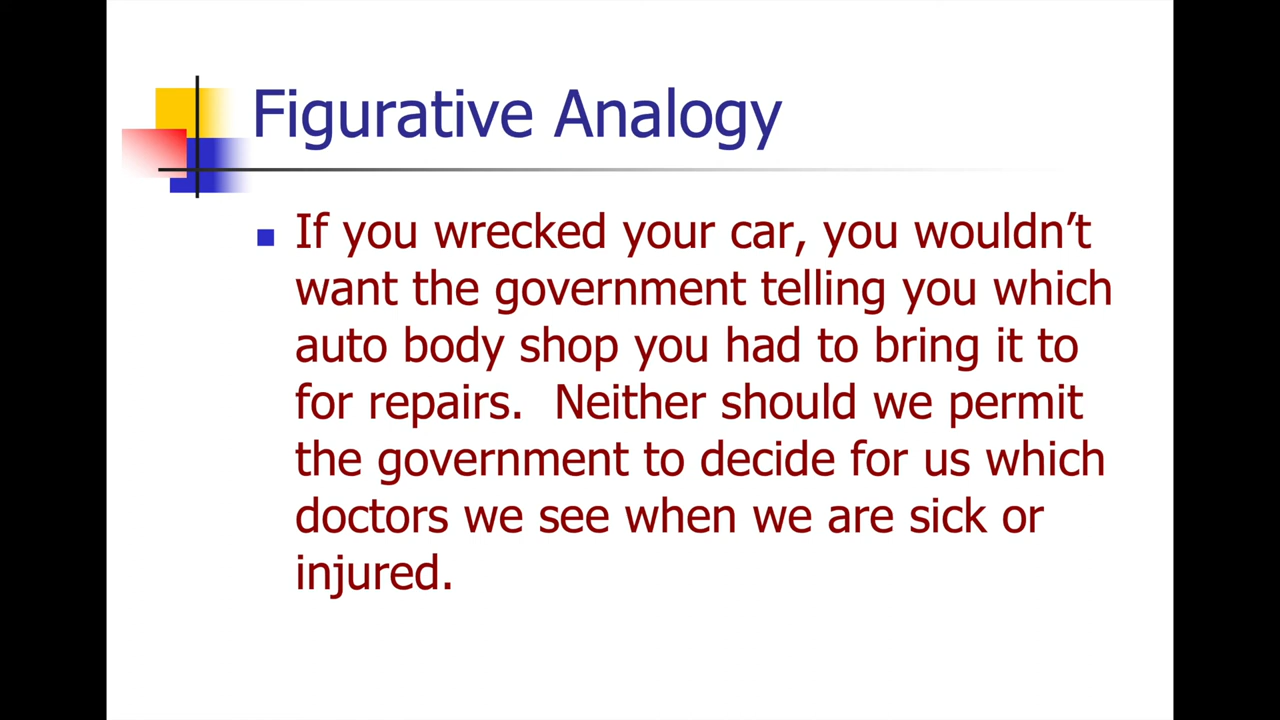 Figurative Analogy
If you wrecked your car, you wouldn’t
want the government telling you which
auto body shop you had to bring it to
for repairs.  Neither should we permit
the government to decide for us which
doctors we see when we are sick or
injured.